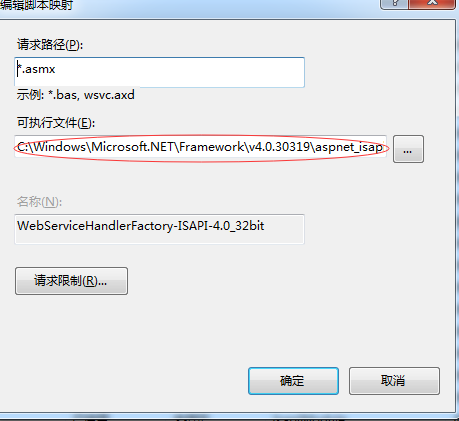 编辑脚本映射
请求路径(P):
*.asmx
示例: *.bas, wsvc.axd
可执行文件(E):
C:\Windows\Microsoft.NET\Framework\v4.0.30319\aspnet_isap
...
名称(N):
WebServiceHandlerFactory-ISAPI-4.0_32bit
请求限制(R)...
确定
取消